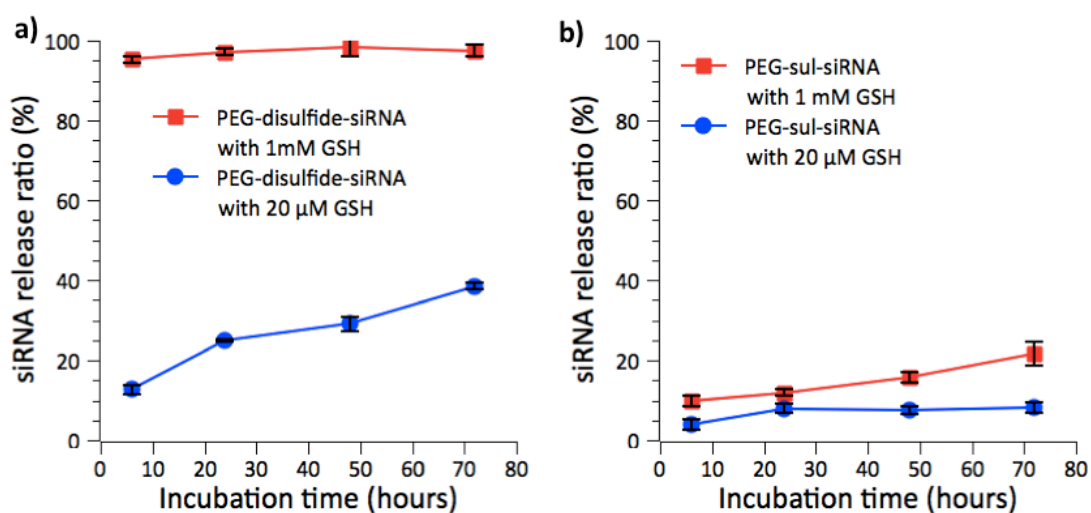 a)
siRNA release ratio (%)
100
80
60
40
20
0
PEG-disulfide-siRNA
with 1mM GSH
PEG-disulfide-siRNA
with 20 μM GSH
0 10 20 30 40 50 60 70 80
Incubation time (hours)
b)
siRNA release ratio (%)
100
80
60
40
20
0
PEG-sul-siRNA
with 1 mM GSH
PEG-sul-siRNA
with 20 μM GSH
0 10 20 30 40 50 60 70 80
Incubation time (hours)